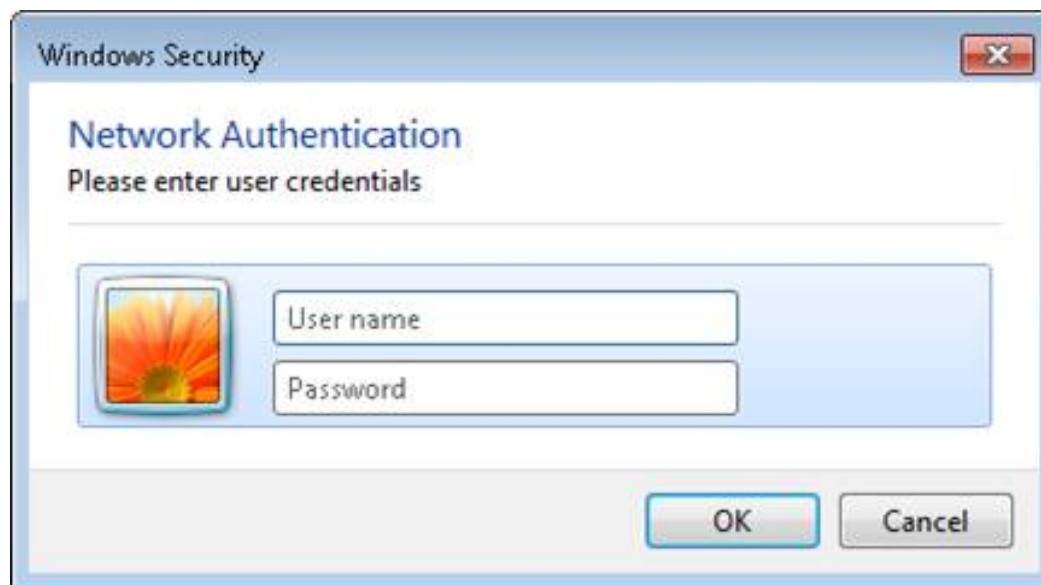 Windows Security
Network Authentication
Please enter user credentials
User name
Password
OK
Cancel